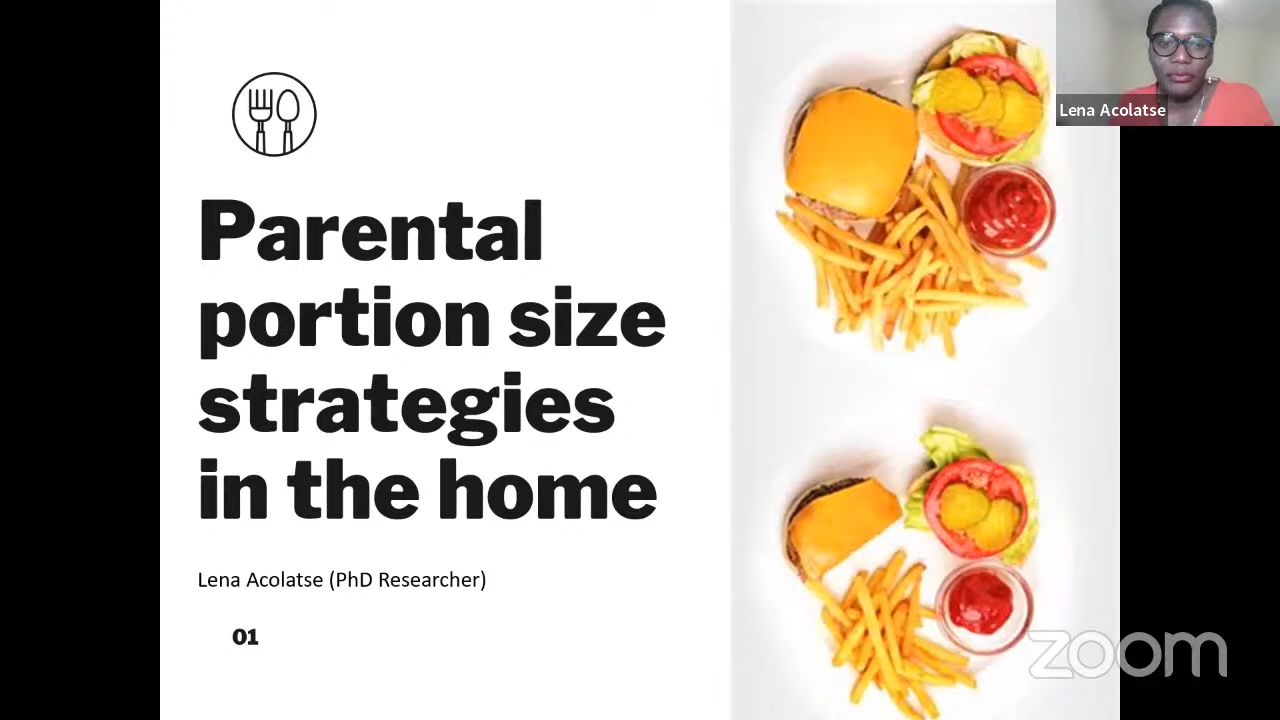 Parental
portion size
strategies
in the home
Lena Acolatse (PhD Researcher)
01
Lena Acolatse
zoom